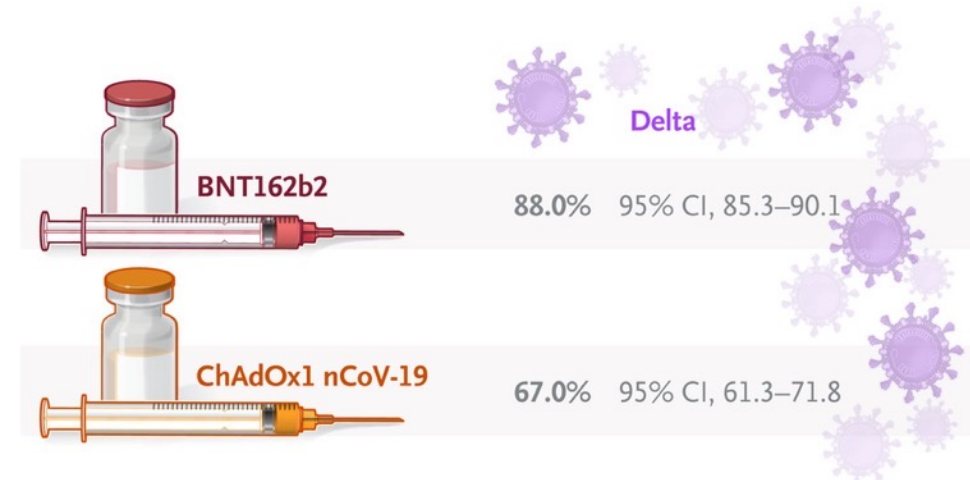 Delta
BNT162b2
88.0% 95% CI, 85.3–90.1
ChAdOx1 nCoV-19
67.0% 95% CI, 61.3–71.8